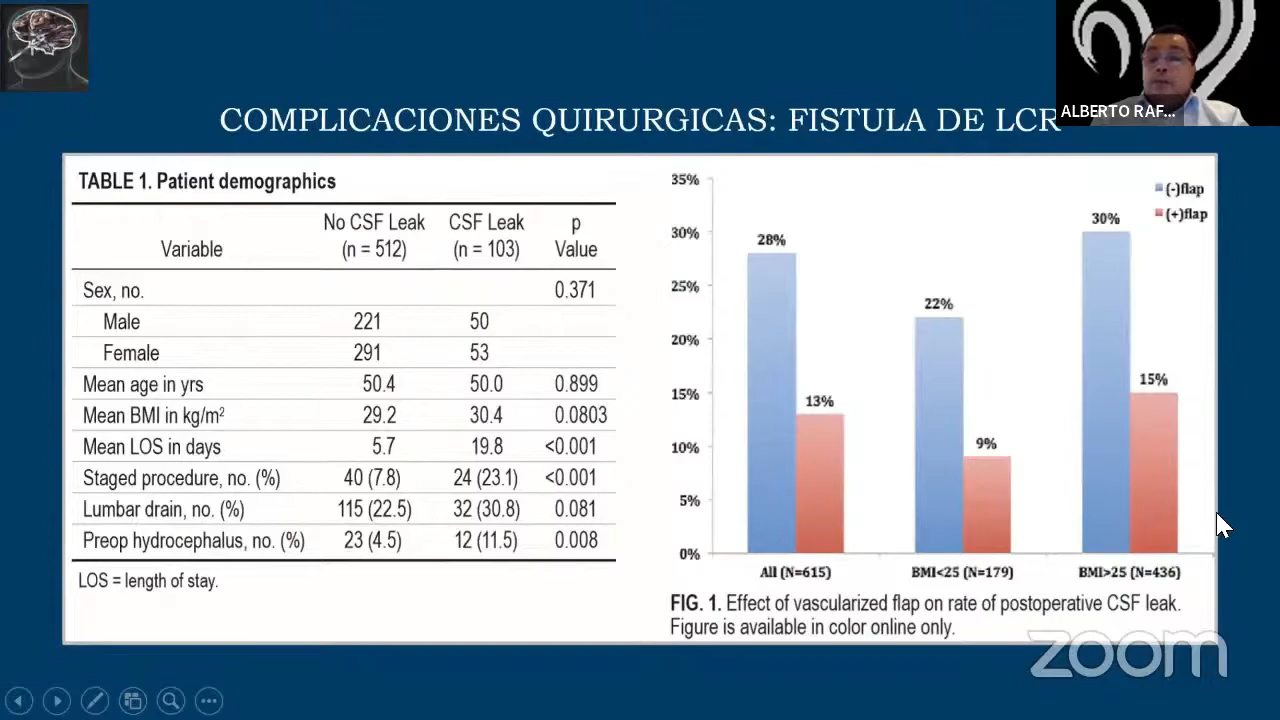 ALBERTO RAF...
COMPLICACIONES QUIRURGICAS: FISTULA DE LCR
TABLE 1. Patient demographics
Variable No CSF Leak (n = 512) CSF Leak (n = 103) p Value
Sex, no. 0.371
Male 221 50
Female 291 53
Mean age in yrs 50.4 50.0 0.899
Mean BMI in kg/m² 29.2 30.4 0.0803
Mean LOS in days 5.7 19.8 <0.001
Staged procedure, no. (%) 40 (7.8) 24 (23.1) <0.001
Lumbar drain, no. (%) 115 (22.5) 32 (30.8) 0.081
Preop hydrocephalus, no. (%) 23 (4.5) 12 (11.5) 0.008
LOS = length of stay.
35%
30%
25%
20%
15%
10%
5%
0%
(-)flap
(+)flap
28%
13%
22%
9%
30%
15%
All (N=615) BMI<25 (N=179) BMI>25 (N=436)
FIG. 1. Effect of vascularized flap on rate of postoperative CSF leak.
Figure is available in color online only.
zoom